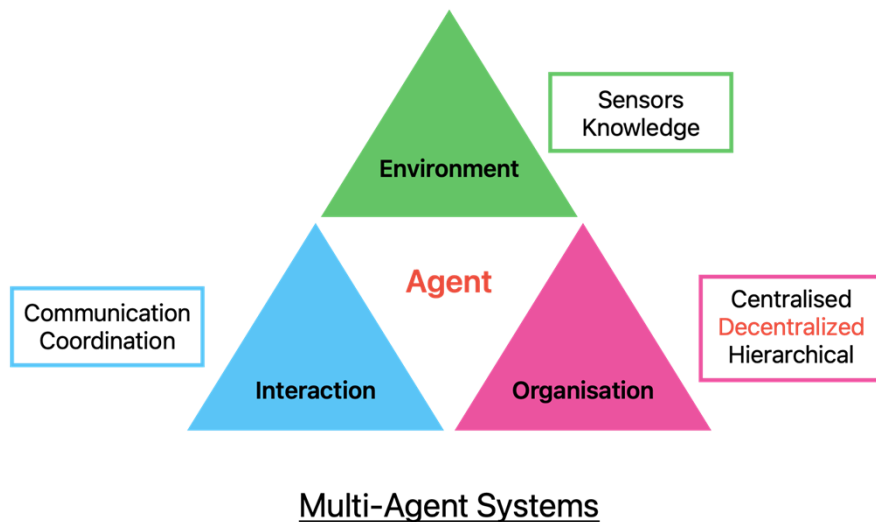 Sensors
Knowledge
Environment
Agent
Communication
Coordination
Centralised
Decentralized
Hierarchical
Interaction
Organisation
Multi-Agent Systems